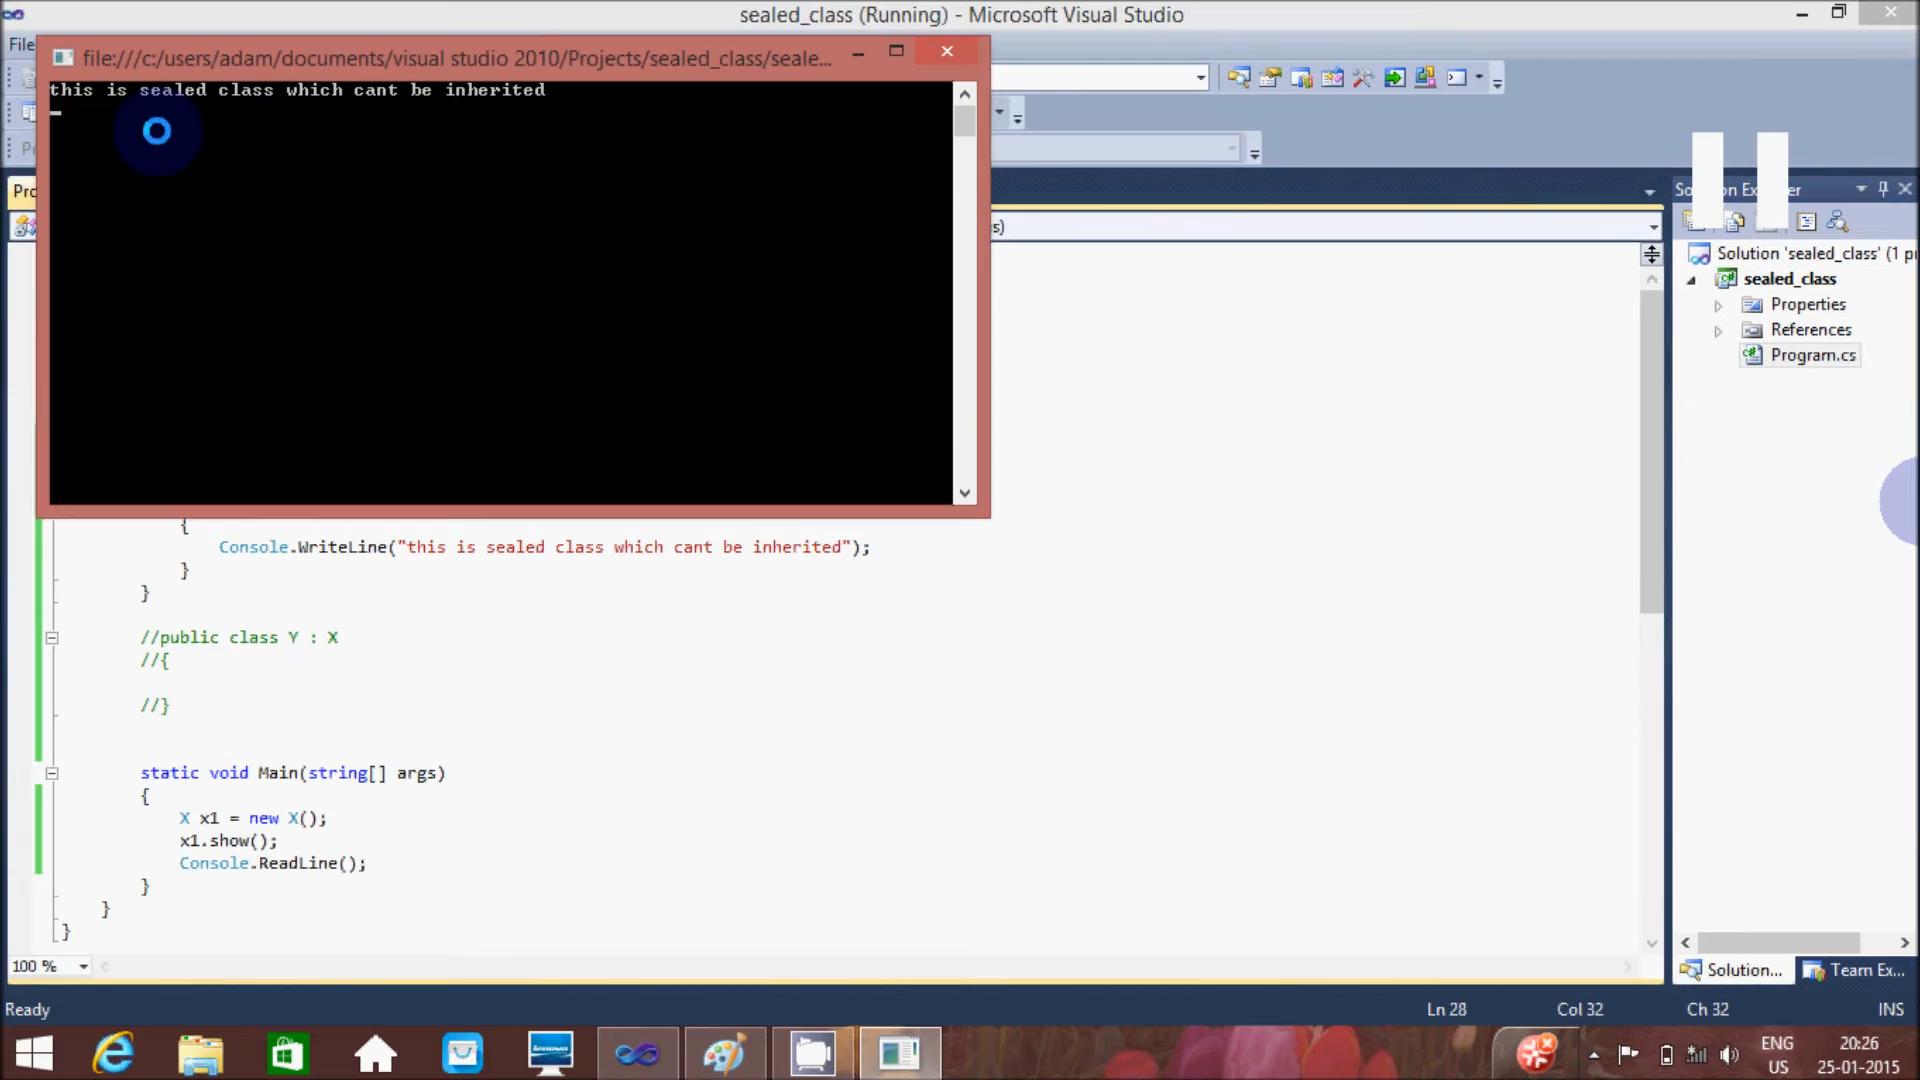 sealed_class (Running) - Microsoft Visual Studio
File
file:///c:/users/adam/documents/visual studio 2010/Projects/sealed_class/seale...
this is sealed class which cant be inherited
s)
{
Console.WriteLine("this is sealed class which cant be inherited");
}
}
//public class Y : X
//{
//}
static void Main(string[] args)
{
X x1 = new X();
x1.show();
Console.ReadLine();
}
}
}
100 %
Solution 'sealed_class' (1 p
sealed_class
Properties
References
Program.cs
Solution...
Team Ex...
Ready
Ln 28
Col 32
Ch 32
INS
ENG
US
20:26
25-01-2015